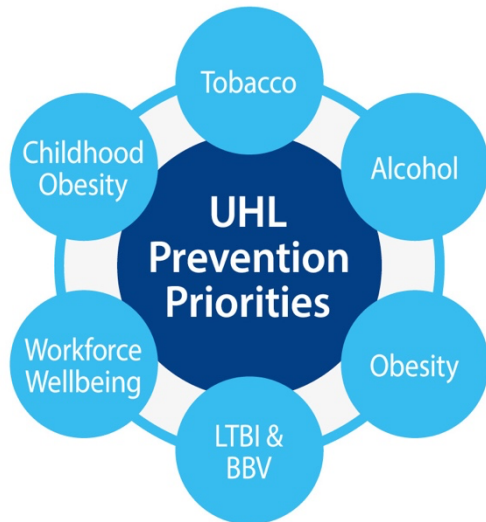 Tobacco
Childhood
Obesity
Alcohol
UHL
Prevention
Priorities
Workforce
Wellbeing
Obesity
LTBI &
BBV